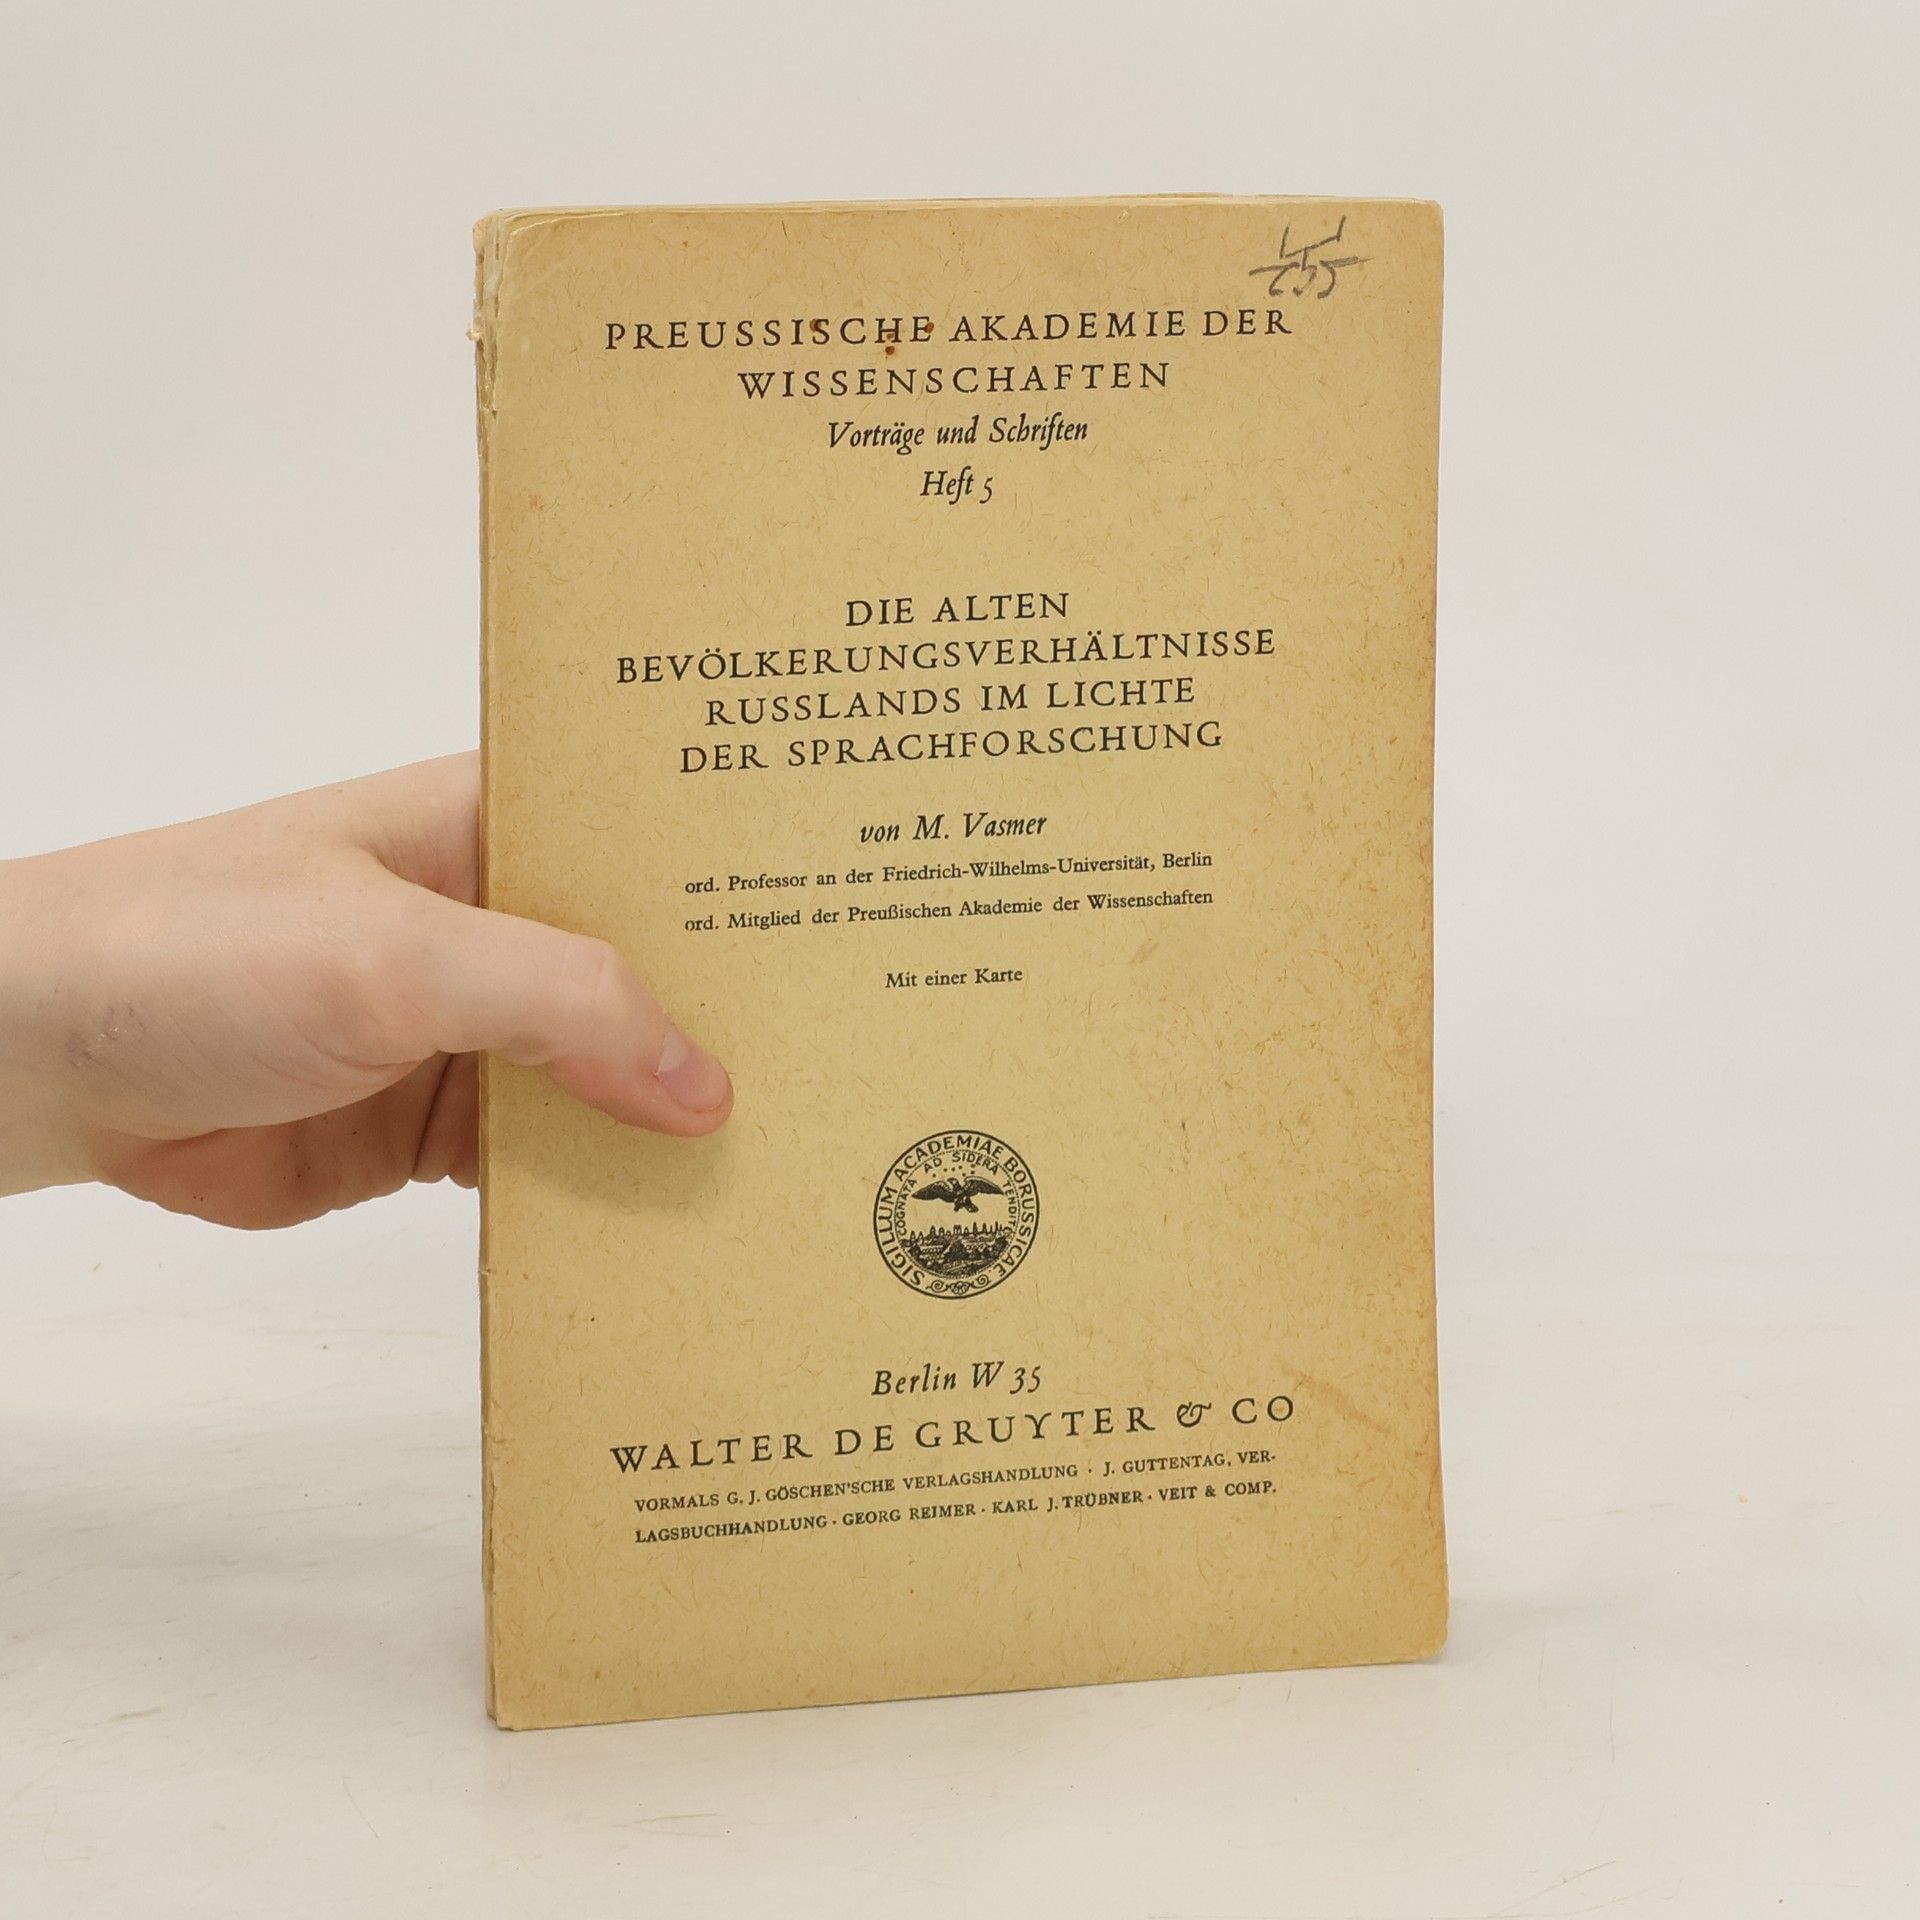 PREUSSISCHE AKADEMIE DER
WISSENSCHAFTEN
Vorträge und Schriften
Heft 5
DIE ALTEN
BEVÖLKERUNGSVERHÄLTNISSE
RUSSLANDS IM LICHTE
DER SPRACHFORSCHUNG
von M. Vasmer
ord. Professor an der Friedrich-Wilhelms-Universität, Berlin
ord. Mitglied der Preußischen Akademie der Wissenschaften
Mit einer Karte
SIGILLUM ACADEMIAE BORUSSICAE
COGNATA AD SIDERA TENDIT
Berlin W 35
WALTER DE GRUYTER & CO
VORMALS G. J. GÖSCHEN'SCHE VERLAGSHANDLUNG · J. GUTTENTAG, VER-
LAGSBUCHHANDLUNG · GEORG REIMER · KARL J. TRÜBNER · VEIT & COMP.